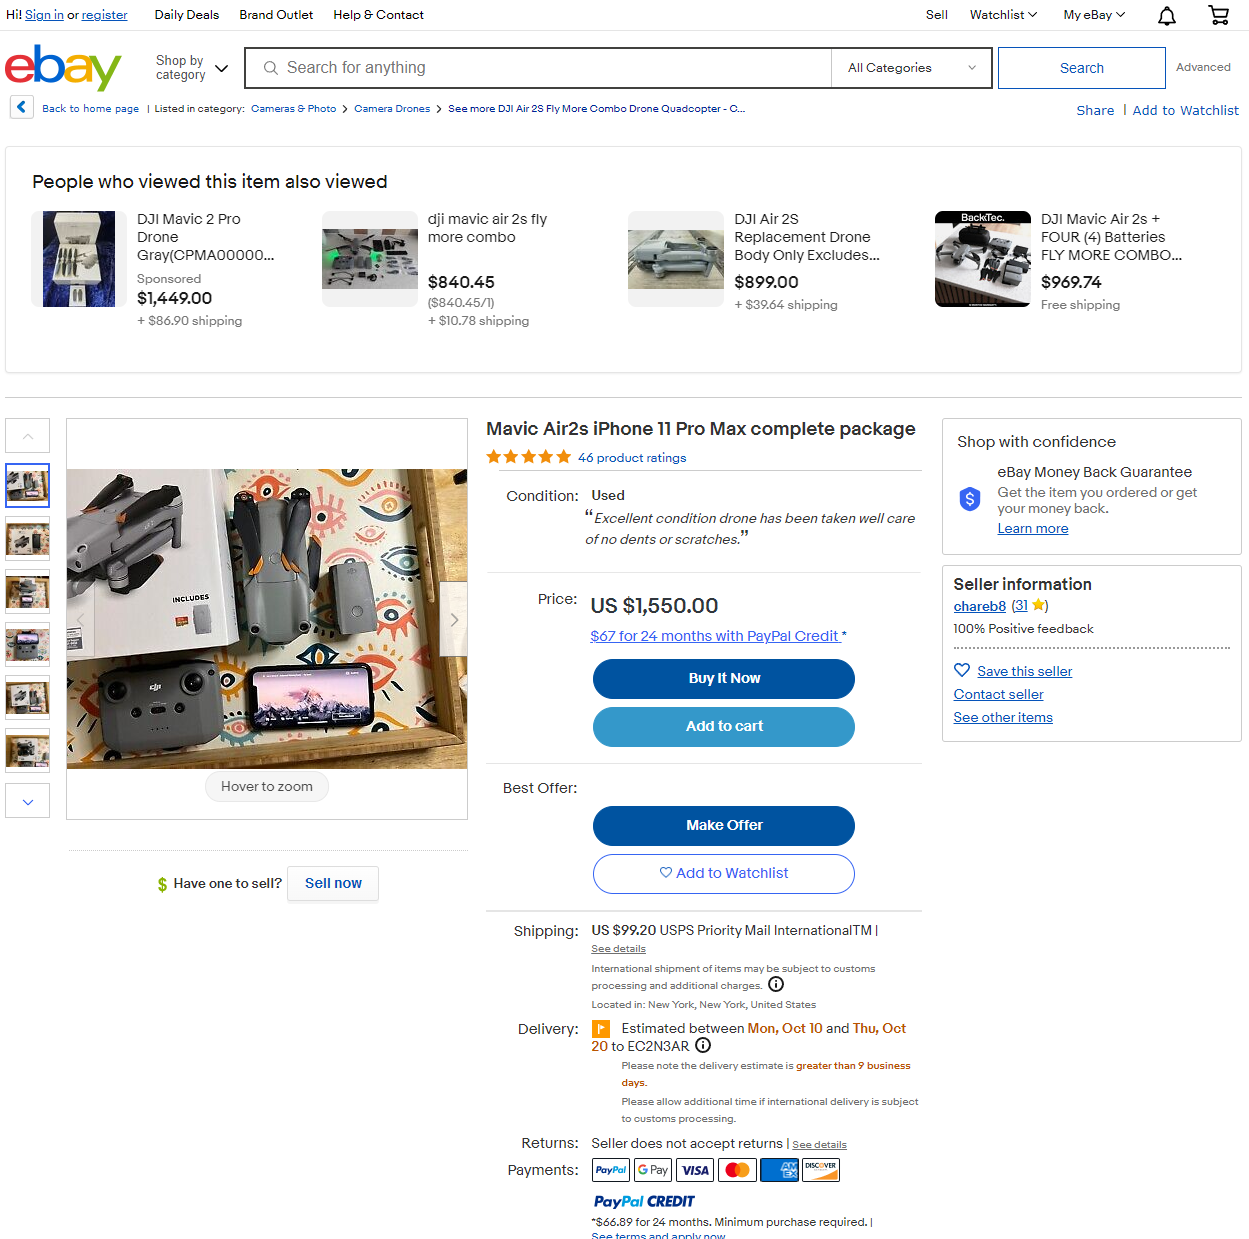 Hi! Sign in or register
Daily Deals
Brand Outlet
Help & Contact
Sell
Watchlist
My eBay
ebay
Shop by
category
Search for anything
All Categories
Search
Advanced
Back to home page
| Listed in category:
Cameras & Photo
Camera Drones
See more DJI Air 2S Fly More Combo Drone Quadcopter - C...
Share
Add to Watchlist
People who viewed this item also viewed
DJI Mavic 2 Pro
Drone
Gray(CPMA00000...
Sponsored
$1,449.00
+ $86.90 shipping
dji mavic air 2s fly
more combo
$840.45
($840.45/1)
+ $10.78 shipping
DJI Air 2S
Replacement Drone
Body Only Excludes...
$899.00
+ $39.64 shipping
BackTec.
DJI Mavic Air 2s +
FOUR (4) Batteries
FLY MORE COMBO...
$969.74
Free shipping
INCLUDES
dji
Hover to zoom
$ Have one to sell?
Sell now
Mavic Air2s iPhone 11 Pro Max complete package
46 product ratings
Condition: Used
“Excellent condition drone has been taken well care
of no dents or scratches.”
Price: US $1,550.00
$67 for 24 months with PayPal Credit *
Buy It Now
Add to cart
Best Offer:
Make Offer
Add to Watchlist
Shipping: US $99.20 USPS Priority Mail InternationalTM |
See details
International shipment of items may be subject to customs
processing and additional charges.
Located in: New York, New York, United States
Delivery: Estimated between Mon, Oct 10 and Thu, Oct
20 to EC2N3AR
Please note the delivery estimate is greater than 9 business
days.
Please allow additional time if international delivery is subject
to customs processing.
Returns: Seller does not accept returns | See details
Payments: PayPal G Pay VISA AMEX DISCOVER
PayPal CREDIT
*$66.89 for 24 months. Minimum purchase required. |
See terms and apply now
Shop with confidence
eBay Money Back Guarantee
Get the item you ordered or get
your money back.
Learn more
Seller information
chareb8 (31)
100% Positive feedback
Save this seller
Contact seller
See other items